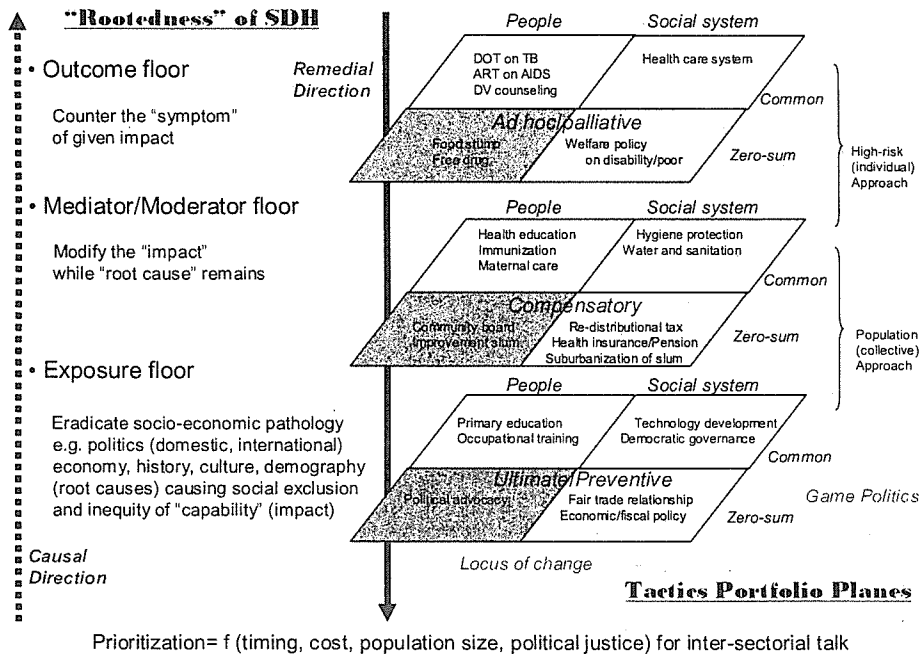 "Rootedness" of SDH
• Outcome floor
Counter the "symptom"
of given impact
• Mediator/Moderator floor
Modify the "impact"
while "root cause" remains
• Exposure floor
Eradicate socio-economic pathology
e.g. politics (domestic, international)
economy, history, culture, demography
(root causes) causing social exclusion
and inequity of "capability" (impact)
Causal
Direction
Remedial
Direction
People
Social system
DOT on TB
ART on AIDS
DV counseling
Health care system
Common
Ad hoc/palliative
Food stump
Free drug
Welfare policy
on disability/poor
Zero-sum
People
Social system
Health education
Immunization
Maternal care
Hygiene protection
Water and sanitation
Common
Compensatory
Community board
Improvement slum
Re-distributional tax
Health insurance/Pension
Suburbanization of slum
Zero-sum
People
Social system
Primary education
Occupational training
Technology development
Democratic governance
Common
Ultimate/Preventive
Political advocacy
Fair trade relationship
Economic/fiscal policy
Zero-sum
High-risk
(individual)
Approach
Population
(collective)
Approach
Game Politics
Locus of change
Tactics Portfolio Planes
Prioritization= f (timing, cost, population size, political justice) for inter-sectorial talk